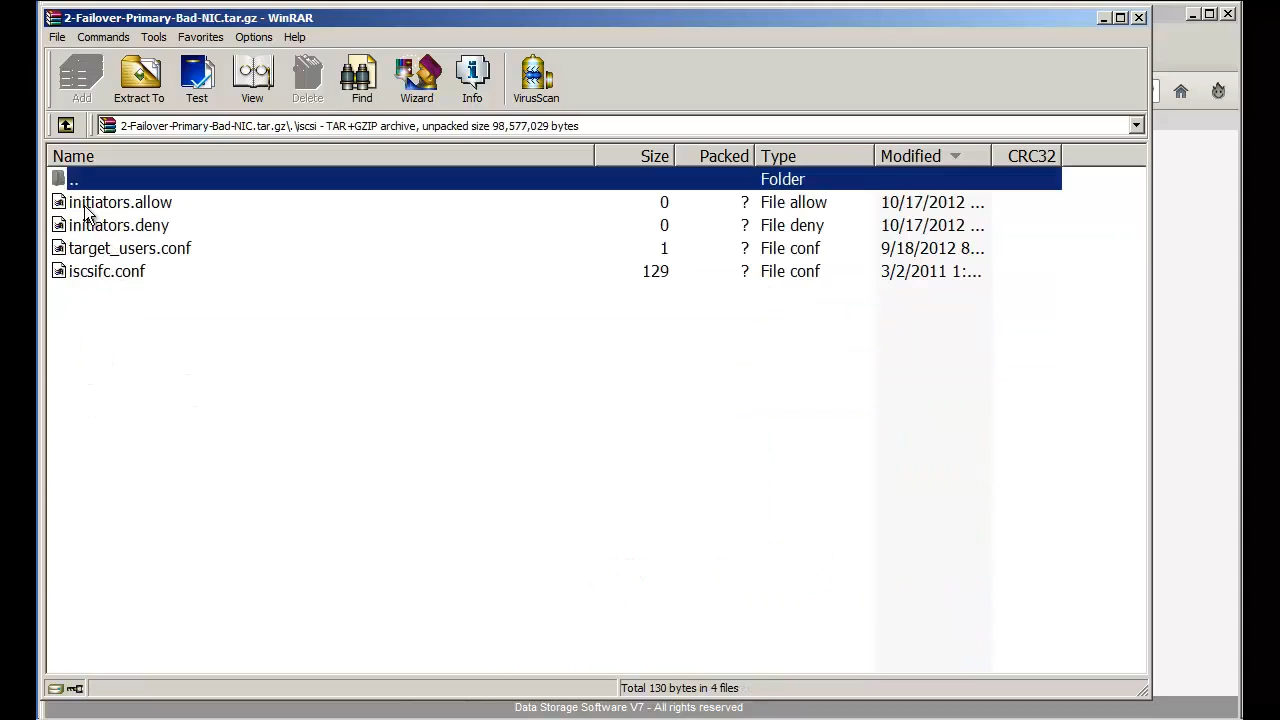 2-Failover-Primary-Bad-NIC.tar.gz - WinRAR
File Commands Tools Favorites Options Help
Add Extract To Test View Delete Find Wizard Info VirusScan
2-Failover-Primary-Bad-NIC.tar.gz\.\iscsi - TAR+GZIP archive, unpacked size 98,577,029 bytes
Name Size Packed Type Modified CRC32
.. Folder
initiators.allow 0 ? File allow 10/17/2012 ...
initiators.deny 0 ? File deny 10/17/2012 ...
target_users.conf 1 ? File conf 9/18/2012 8...
iscsifc.conf 129 ? File conf 3/2/2011 1:...
Total 130 bytes in 4 files
Data Storage Software V7 - All rights reserved